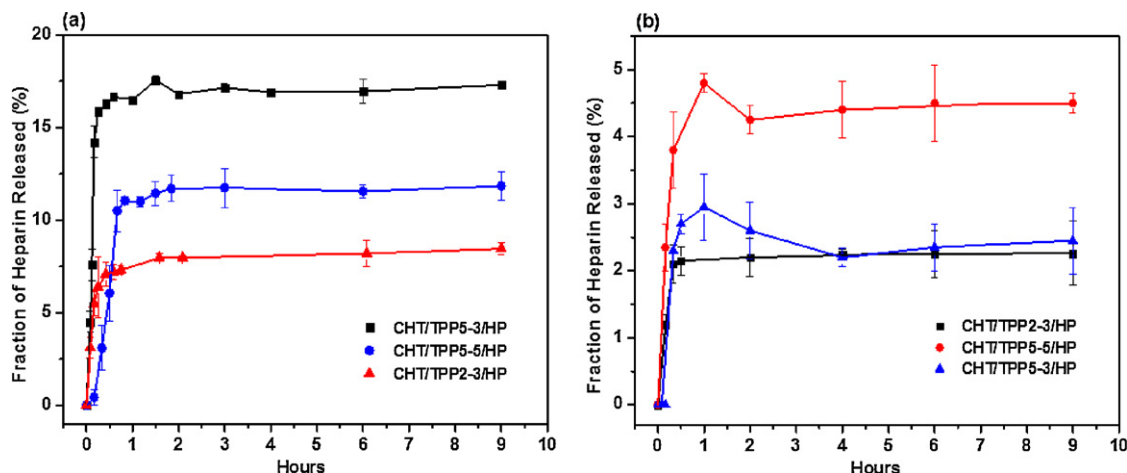 (a)
Fraction of Heparin Released (%)
20
15
10
5
0
CHT/TPP5-3/HP
CHT/TPP5-5/HP
CHT/TPP2-3/HP
0 1 2 3 4 5 6 7 8 9 10
Hours
(b)
Fraction of Heparin Released (%)
5
4
3
2
1
0
CHT/TPP2-3/HP
CHT/TPP5-5/HP
CHT/TPP5-3/HP
0 1 2 3 4 5 6 7 8 9 10
Hours